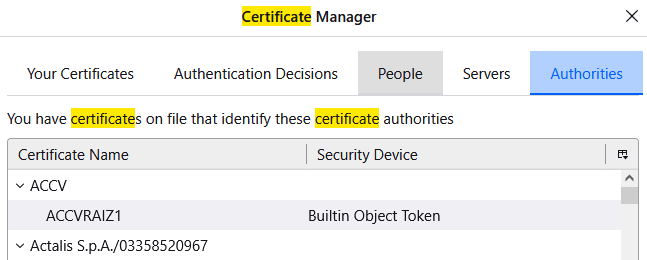 Certificate Manager
Your Certificates Authentication Decisions People Servers Authorities
You have certificates on file that identify these certificate authorities
Certificate Name Security Device
ACCV
ACCVRAIZ1 Builtin Object Token
Actalis S.p.A./03358520967